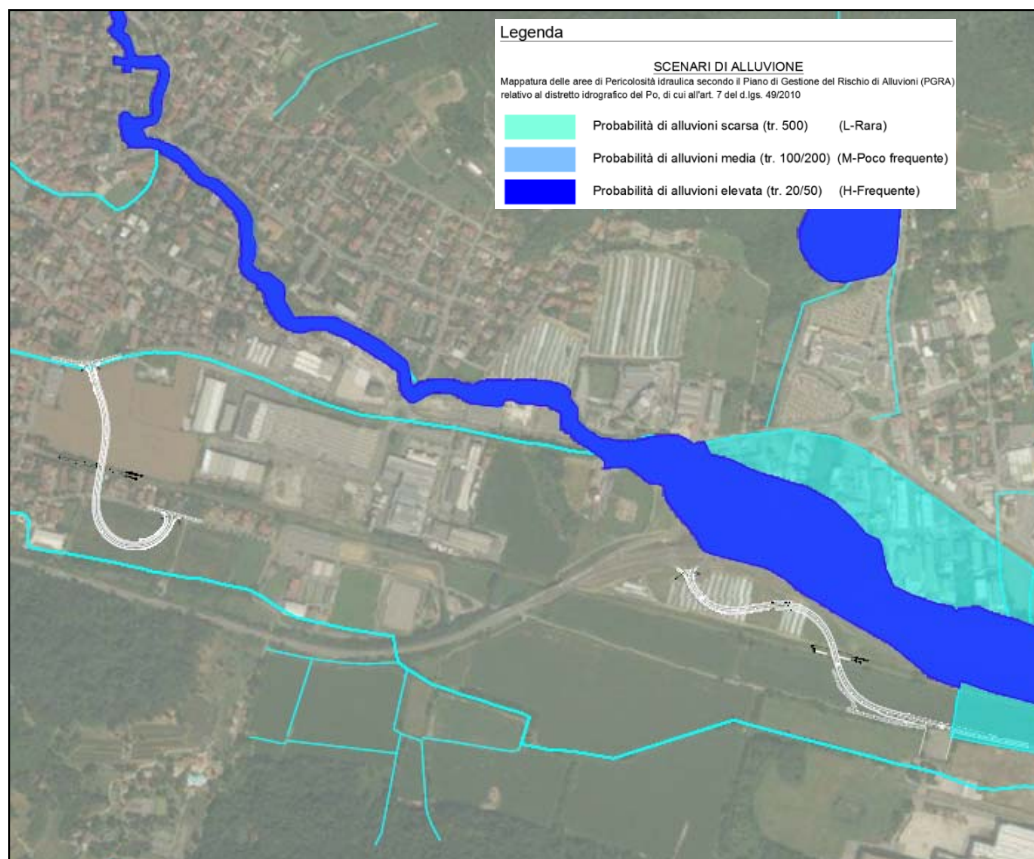 Legenda
SCENARI DI ALLUVIONE
Mappatura delle aree di Pericolosità idraulica secondo il Piano di Gestione del Rischio di Alluvioni (PGRA)
relativo al distretto idrografico del Po, di cui all'art. 7 del d.lgs. 49/2010
Probabilità di alluvioni scarsa (tr. 500) (L-Rara)
Probabilità di alluvioni media (tr. 100/200) (M-Poco frequente)
Probabilità di alluvioni elevata (tr. 20/50) (H-Frequente)